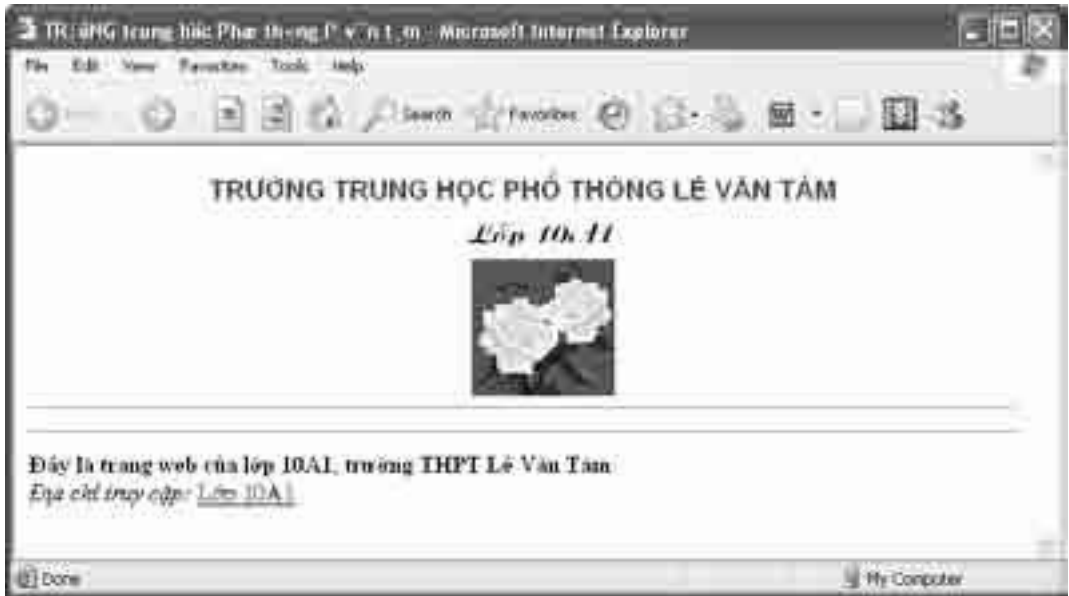 trung Microsoft Internet Explorer
File Edit View Favorites Tools Help
Search Favorites
TRƯỜNG TRUNG HỌC PHỔ THÔNG LÊ VĂN TÁM
Lớp 10A1
Đây là trang web của lớp 10A1, trường THPT Lê Văn Tám
Địa chỉ truy cập: Lớp 10A1
Done My Computer